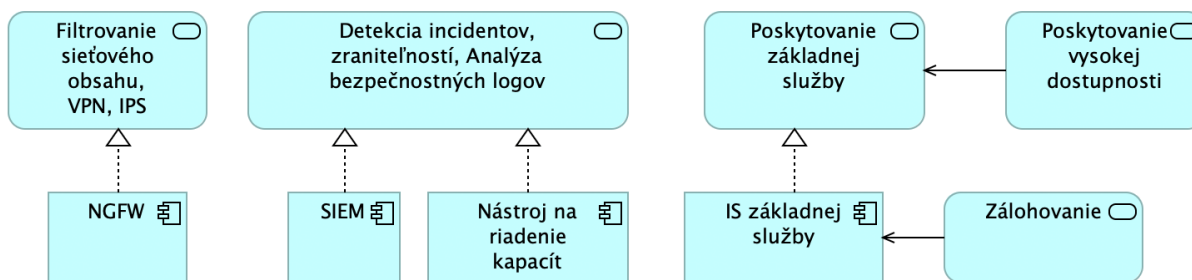 Filtrovanie
sieťového
obsahu,
VPN, IPS
Detekcia incidentov,
zraniteľností, Analýza
bezpečnostných logov
Poskytovanie
základnej
služby
Poskytovanie
vysokej
dostupnosti
NGFW
SIEM
Nástroj na
riadenie
kapacít
IS základnej
služby
Zálohovanie